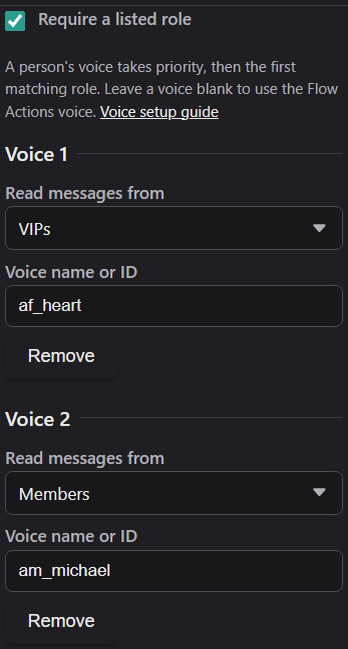 Require a listed role
A person's voice takes priority, then the first
matching role. Leave a voice blank to use the Flow
Actions voice. Voice setup guide
Voice 1
Read messages from
VIPs
Voice name or ID
af_heart
Remove
Voice 2
Read messages from
Members
Voice name or ID
am_michael
Remove